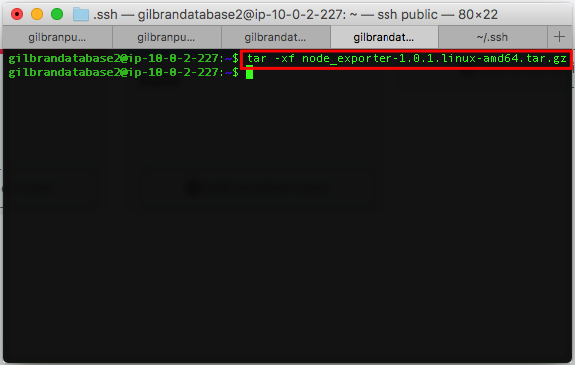 .ssh — gilbrandatabase2@ip-10-0-2-227: ~ — ssh public — 80×22
gilbranpu... gilbranpu... gilbrandat... gilbrandat... ~/.ssh +
gilbrandatabase2@ip-10-0-2-227:~$ tar -xf node_exporter-1.0.1.linux-amd64.tar.gz
gilbrandatabase2@ip-10-0-2-227:~$